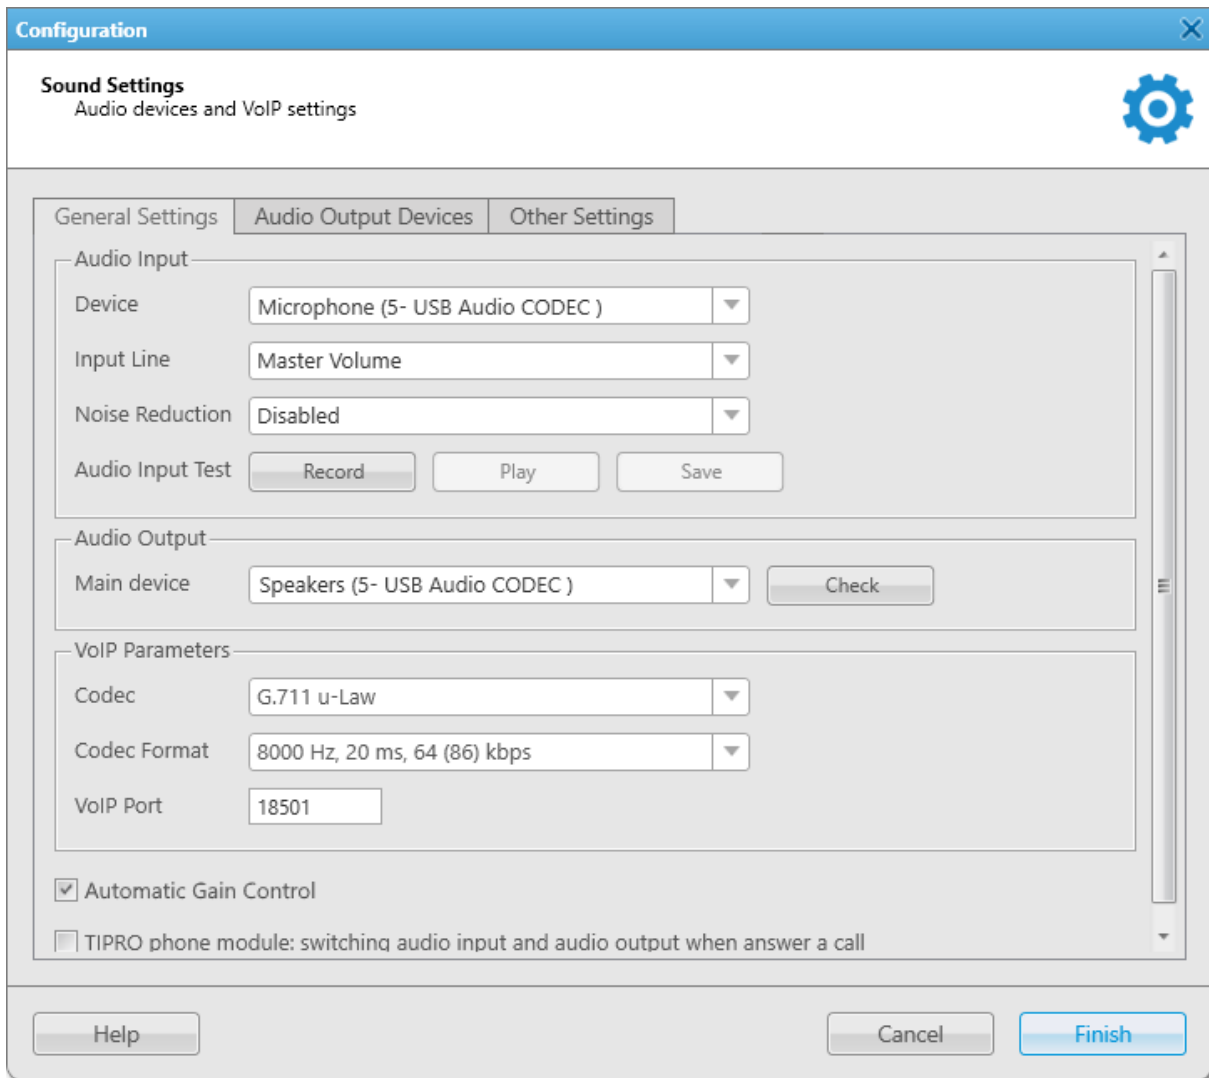 Configuration
Sound Settings
Audio devices and VoIP settings
General Settings
Audio Output Devices
Other Settings
Audio Input
Device
Microphone (5- USB Audio CODEC )
Input Line
Master Volume
Noise Reduction
Disabled
Audio Input Test
Record
Play
Save
Audio Output
Main device
Speakers (5- USB Audio CODEC )
Check
VoIP Parameters
Codec
G.711 u-Law
Codec Format
8000 Hz, 20 ms, 64 (86) kbps
VoIP Port
18501
Automatic Gain Control
TIPRO phone module: switching audio input and audio output when answer a call
Help
Cancel
Finish